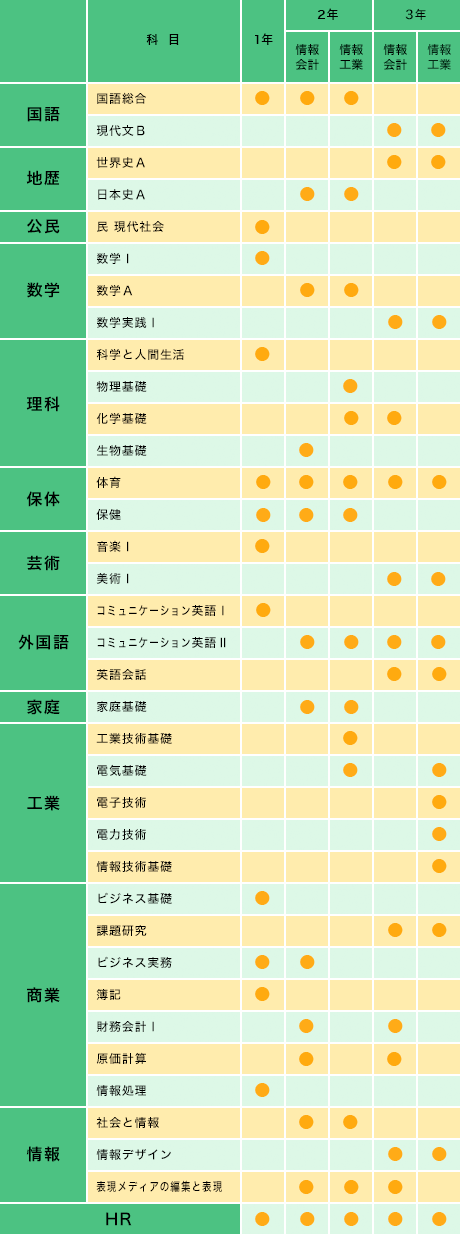 科 目
1年
2年
3年
情報
会計
情報
工業
情報
会計
情報
工業
国語
国語総合
現代文B
地歴
世界史A
日本史A
公民
民 現代社会
数学
数学I
数学A
数学実践I
理科
科学と人間生活
物理基礎
化学基礎
生物基礎
保体
体育
保健
芸術
音楽I
美術I
外国語
コミュニケーション英語I
コミュニケーション英語II
英語会話
家庭
家庭基礎
工業
工業技術基礎
電気基礎
電子技術
電力技術
情報技術基礎
商業
ビジネス基礎
課題研究
ビジネス実務
簿記
財務会計I
原価計算
情報処理
情報
社会と情報
情報デザイン
表現メディアの編集と表現
HR